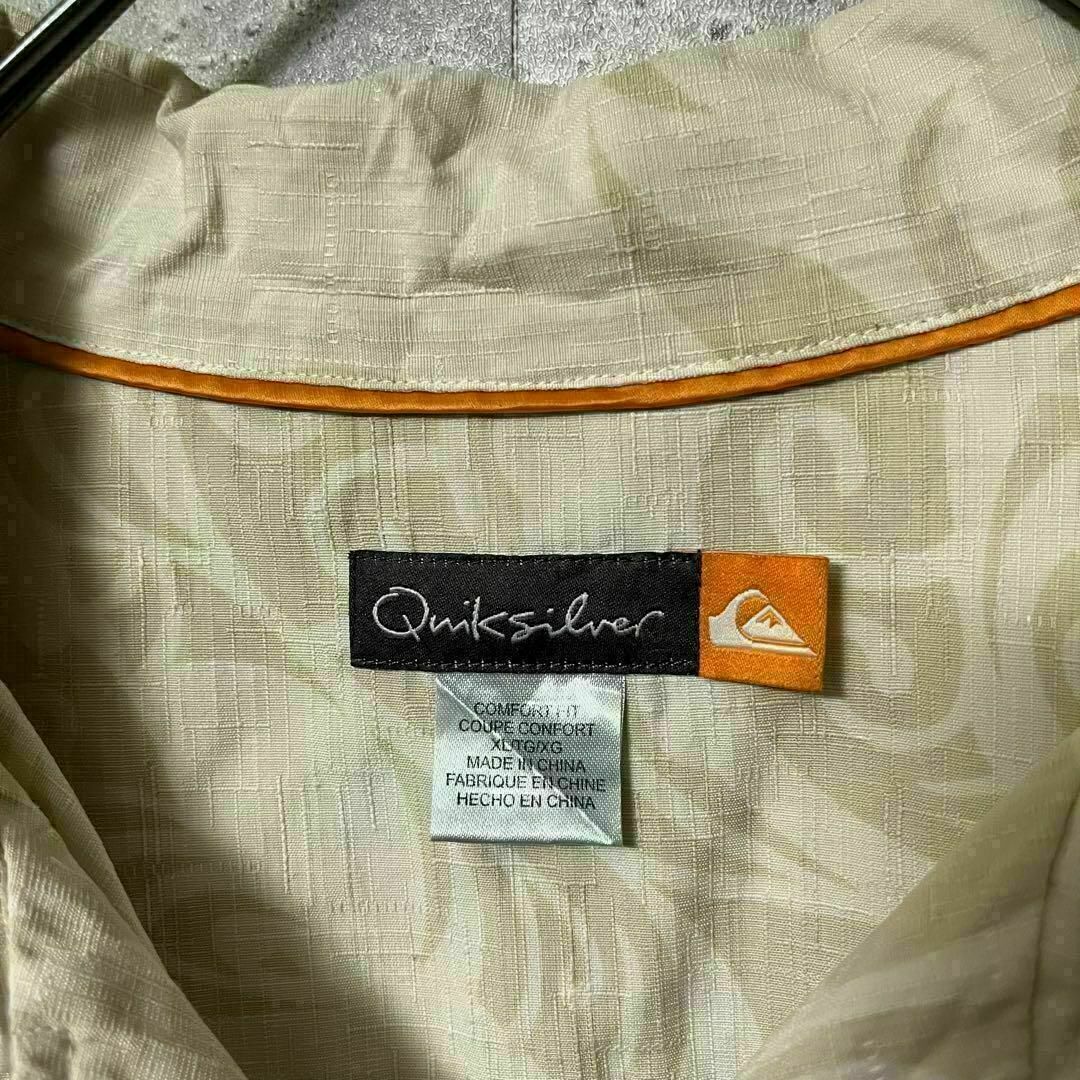 Quiksilver
COMFORT FIT
COUPE CONFORT
XL/TG/XG
MADE IN CHINA
FABRIQUE EN CHINE
HECHO EN CHINA